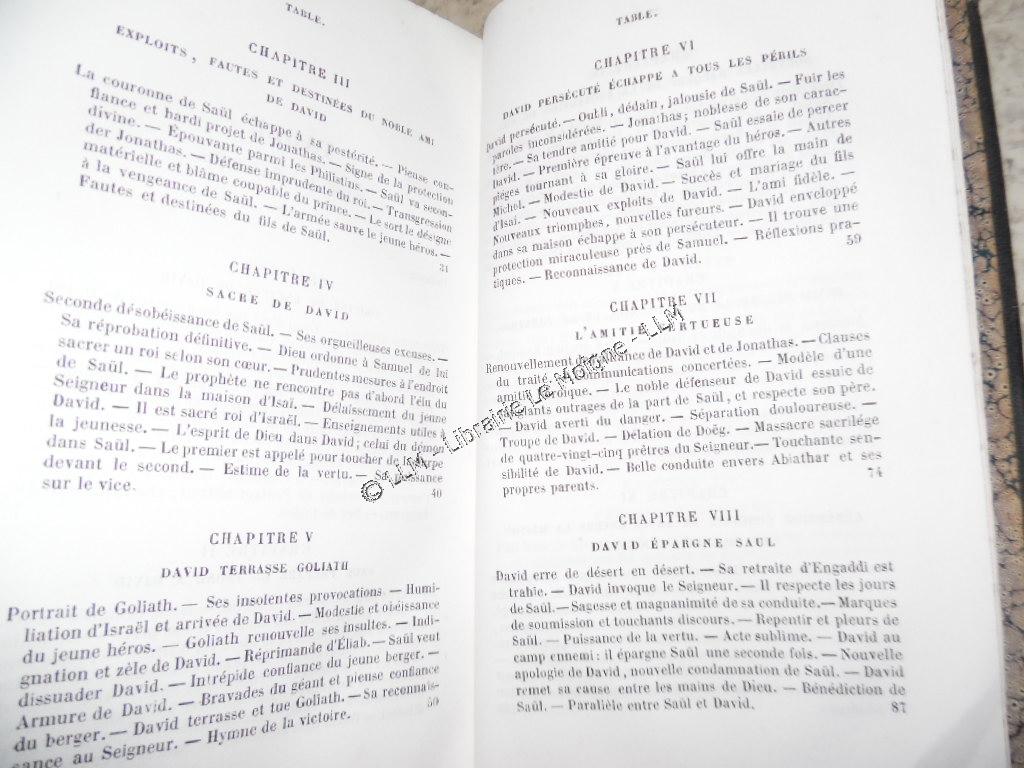 TABLE.
CHAPITRE III
EXPLOITS, FAUTES ET DESTINÉES DU NOBLE AMI
DE DAVID
La couronne de Saül échappe à sa postérité. — Pieuse con-
fiance et hardi projet de Jonathas. — Signe de la protection
divine. — Épouvante parmi les Philistins. — Saül va secon-
der Jonathas. — Défense imprudente du roi. — Transgression
matérielle et blâme coupable du prince. — Le sort le désigne
à la vengeance de Saül. — L'armée sauve le jeune héros. —
Fautes et destinées du fils de Saül.
31
CHAPITRE IV
SACRE DE DAVID
Seconde désobéissance de Saül. — Ses orgueilleuses excuses. —
Sa réprobation définitive. — Dieu ordonne à Samuel de lui
sacrer un roi selon son cœur. — Prudentes mesures à l'endroit
de Saül. — Le prophète ne rencontre pas d'abord l'élu du
Seigneur dans la maison d'Isaï. — Délaissement du jeune
David. — Il est sacré roi d'Israël. — Enseignements utiles à
la jeunesse. — L'esprit de Dieu dans David; celui du démon
dans Saül. — Le premier est appelé pour toucher de la harpe
devant le second. — Estime de la vertu. — Sa puissance
sur le vice.
40
CHAPITRE V
DAVID TERRASSE GOLIATH
Portrait de Goliath. — Ses insolentes provocations — Humi-
liation d'Israël et arrivée de David. — Modestie et obéissance
du jeune héros. — Goliath renouvelle ses insultes. — Indi-
gnation et zèle de David. — Réprimande d'Éliab. — Saül veut
dissuader David. — Intrépide confiance du jeune berger. —
Armure de David. — Bravades du géant et pieuse confiance
du berger. — David terrasse et tue Goliath. — Sa reconnais-
sance au Seigneur. — Hymne de la victoire.
50
TABLE.
CHAPITRE VI
DAVID PERSÉCUTÉ ÉCHAPPE A TOUS LES PÉRILS
David persécuté. — Oubli, dédain, jalousie de Saül. — Fuir les
paroles inconsidérées. — Jonathas; noblesse de son carac-
tère. — Sa tendre amitié pour David. — Saül essaie de percer
David. — Première épreuve à l'avantage du héros. — Autres
pièges tournant à sa gloire. — Saül lui offre la main de
Michol. — Modestie de David. — Succès et mariage du fils
d'Isaï. — Nouveaux exploits de David. — L'ami fidèle. —
Nouveaux triomphes, nouvelles fureurs. — David enveloppé
dans sa maison échappe à son persécuteur. — Il trouve une
protection miraculeuse près de Samuel. — Réflexions pra-
tiques. — Reconnaissance de David.
59
CHAPITRE VII
L'AMITIÉ VERTUEUSE
Renouvellement de l'alliance de David et de Jonathas. — Clauses
du traité. — Communications concertées. — Modèle d'une
amitié héroïque. — Le noble défenseur de David essuie de
outrages de la part de Saül, et respecte son père.
— David averti du danger. — Séparation douloureuse. —
Troupe de David. — Délation de Doëg. — Massacre sacrilége
de quatre-vingt-cinq prêtres du Seigneur. — Touchante sen-
sibilité de David. — Belle conduite envers Abiathar et ses
propres parents.
74
CHAPITRE VIII
DAVID ÉPARGNE SAUL
David erre de désert en désert. — Sa retraite d'Engaddi est
trahie. — David invoque le Seigneur. — Il respecte les jours
de Saül. — Sagesse et magnanimité de sa conduite. — Marques
de soumission et touchants discours. — Repentir et pleurs de
Saül. — Puissance de la vertu. — Acte sublime. — David au
camp ennemi : il épargne Saül une seconde fois. — Nouvelle
apologie de David, nouvelle condamnation de Saül. — David
remet sa cause entre les mains de Dieu. — Bénédiction de
Saül. — Parallèle entre Saül et David.
87
© LLM - Librairie Le Moigne - LLM